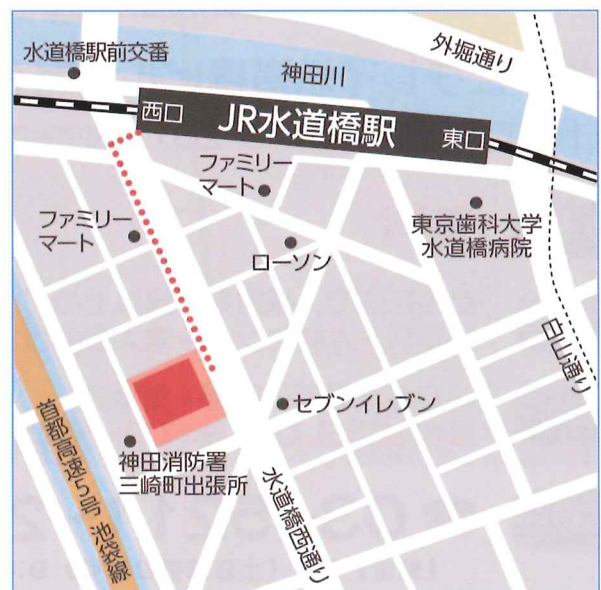 外堀通り
水道橋駅前交番
神田川
西口
JR水道橋駅
東口
ファミリー
マート
ファミリー
マート
東京歯科大学
水道橋病院
ローソン
白山通り
セブンイレブン
首都高速5号 池袋線
神田消防署
三崎町出張所
水道橋西通り